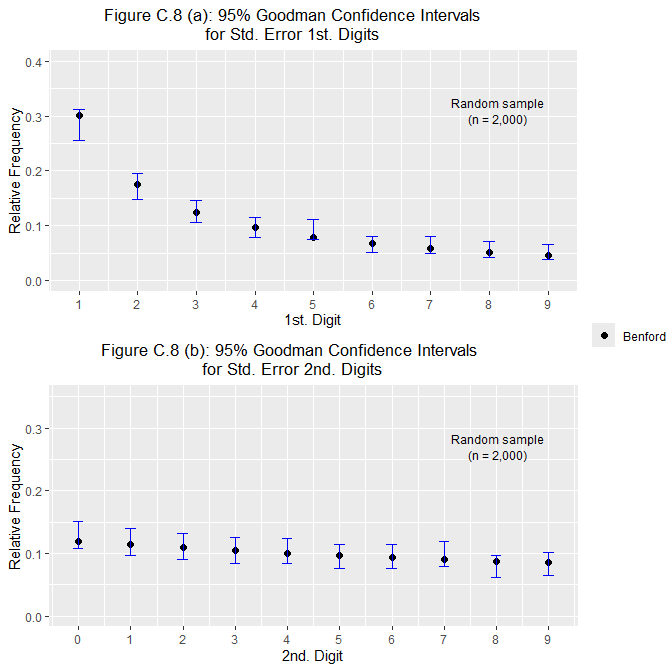 Figure C.8 (a): 95% Goodman Confidence Intervals
for Std. Error 1st. Digits
Relative Frequency
0.4
0.3
0.2
0.1
0.0
Random sample
(n = 2,000)
1 2 3 4 5 6 7 8 9
1st. Digit
Benford
Figure C.8 (b): 95% Goodman Confidence Intervals
for Std. Error 2nd. Digits
Relative Frequency
0.3
0.2
0.1
0.0
Random sample
(n = 2,000)
0 1 2 3 4 5 6 7 8 9
2nd. Digit